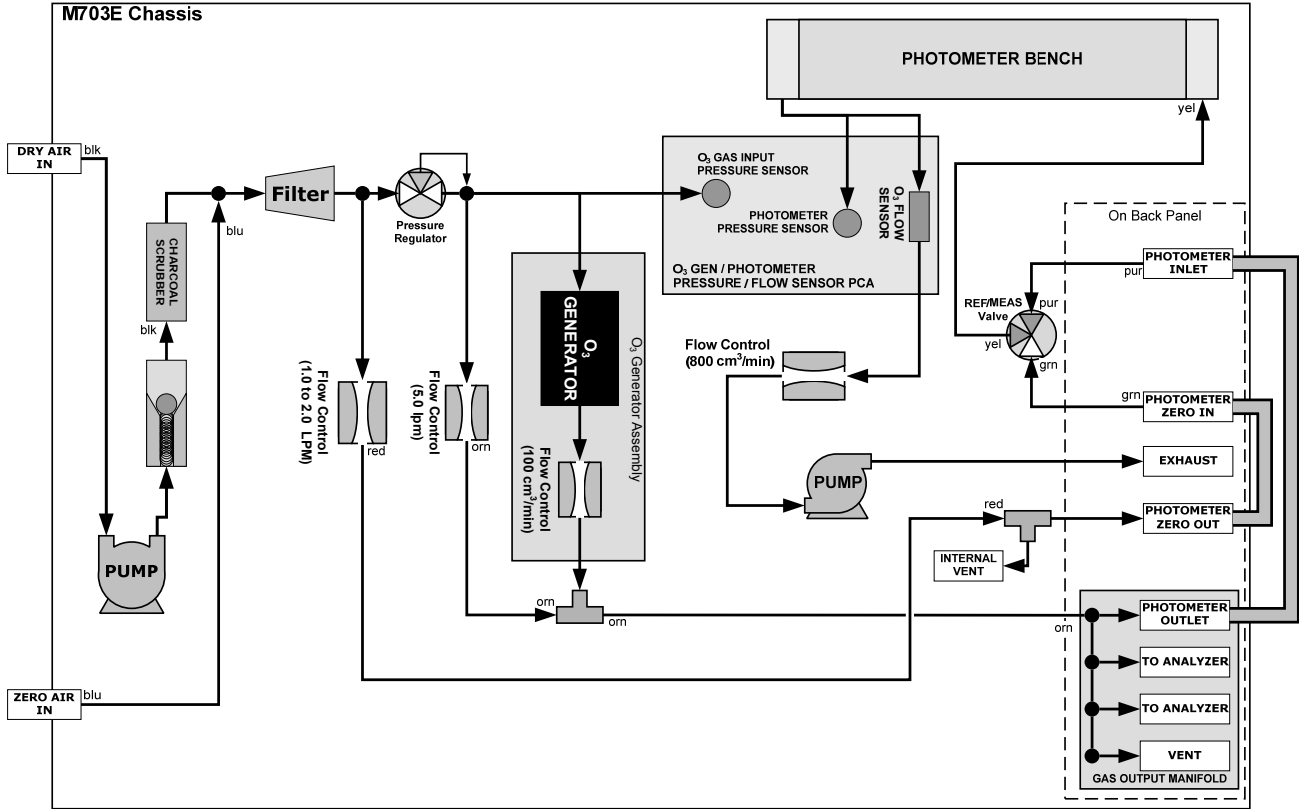 M703E Chassis
PHOTOMETER BENCH
yel
DRY AIR
IN
blk
Filter
blu
CHARCOAL
SCRUBBER
blk
Pressure
Regulator
O3 GAS INPUT
PRESSURE SENSOR
PHOTOMETER
PRESSURE SENSOR
O3 FLOW
SENSOR
O3 GEN / PHOTOMETER
PRESSURE / FLOW SENSOR PCA
On Back Panel
PHOTOMETER
INLET
pur
REF/MEAS
Valve
pur
yel
grn
O3
GENERATOR
O3 Generator Assembly
Flow Control
(800 cm3/min)
Flow Control
(1.0 to 2.0 LPM)
red
Flow Control
(5.0 lpm)
orn
Flow Control
(100 cm3/min)
grn
PHOTOMETER
ZERO IN
EXHAUST
PUMP
red
PHOTOMETER
ZERO OUT
INTERNAL
VENT
PUMP
orn
orn
orn
PHOTOMETER
OUTLET
TO ANALYZER
TO ANALYZER
VENT
GAS OUTPUT MANIFOLD
ZERO AIR
IN
blu